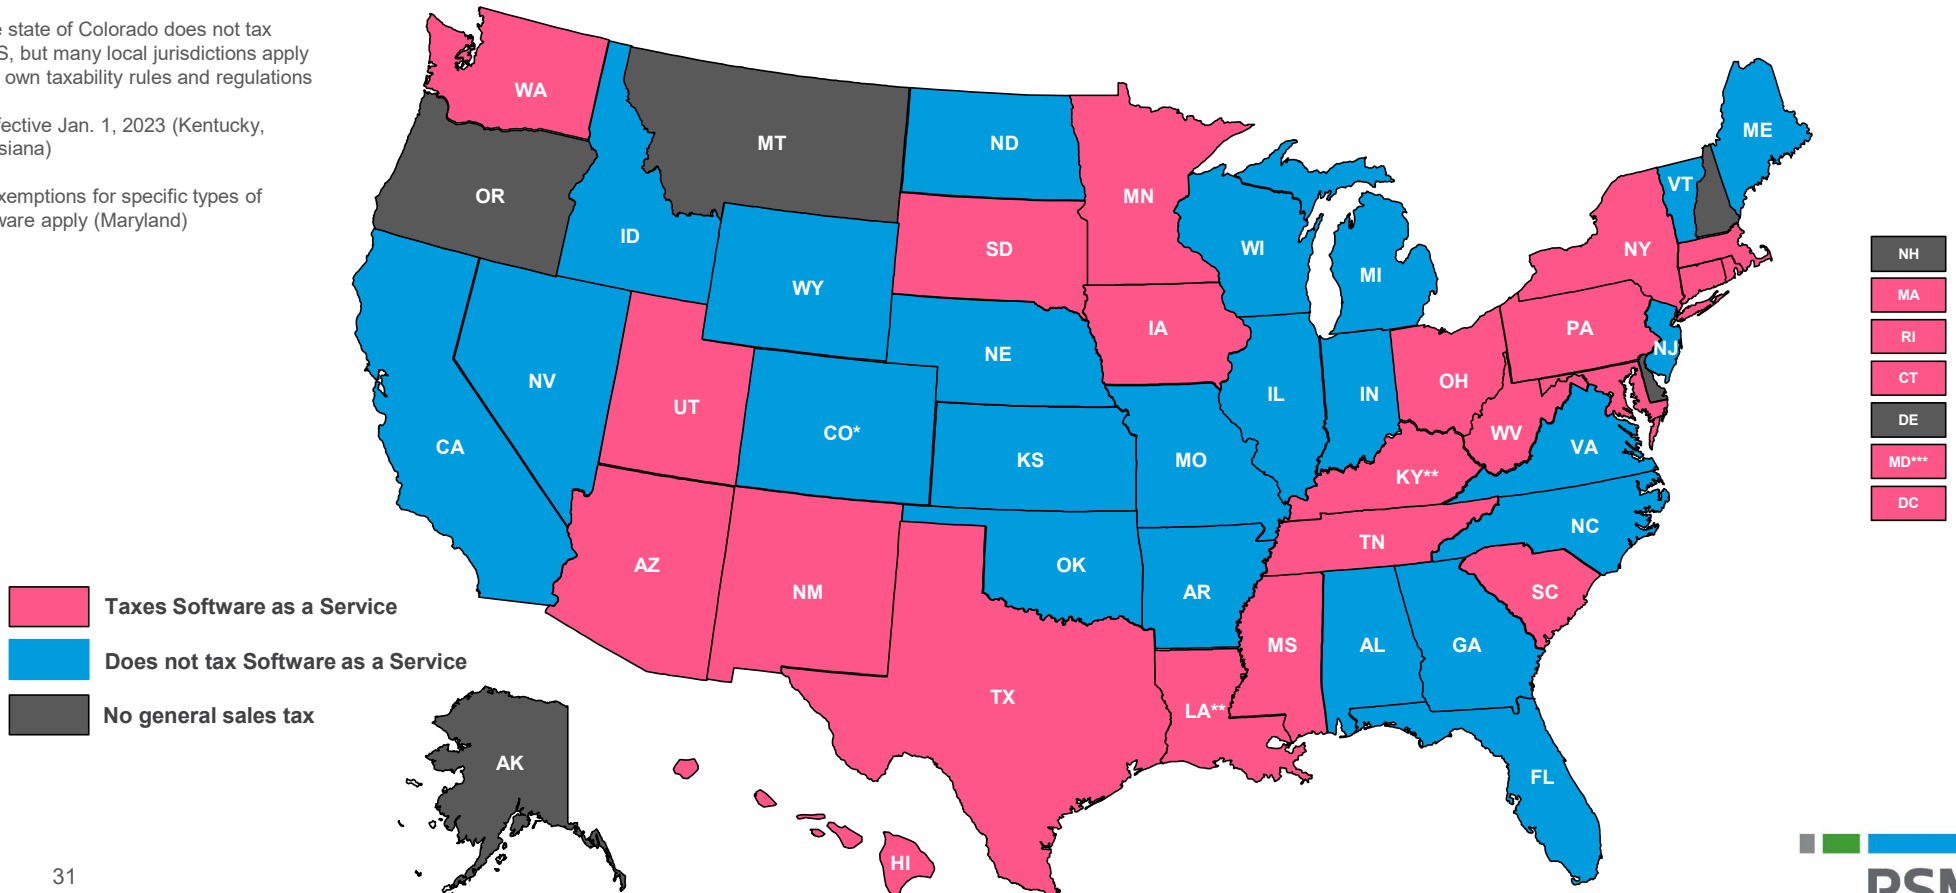 state of Colorado does not tax
but many local jurisdictions apply
own taxability rules and regulations
Jan. 1, 2023 (Kentucky,
for specific types of
apply (Maryland)
WA
MT
ND
MN
ME
VT
OR
ID
SD
WI
NY
NH
WY
MI
MA
IA
PA
RI
NE
NJ
NV
UT
OH
CT
IL
IN
CO*
WV
DE
CA
KS
MO
KY**
VA
MD***
DC
NC
TN
AZ
OK
NM
AR
SC
MS
AL
GA
TX
LA**
FL
AK
HI
Taxes Software as a Service
Does not tax Software as a Service
No general sales tax
31
RSM